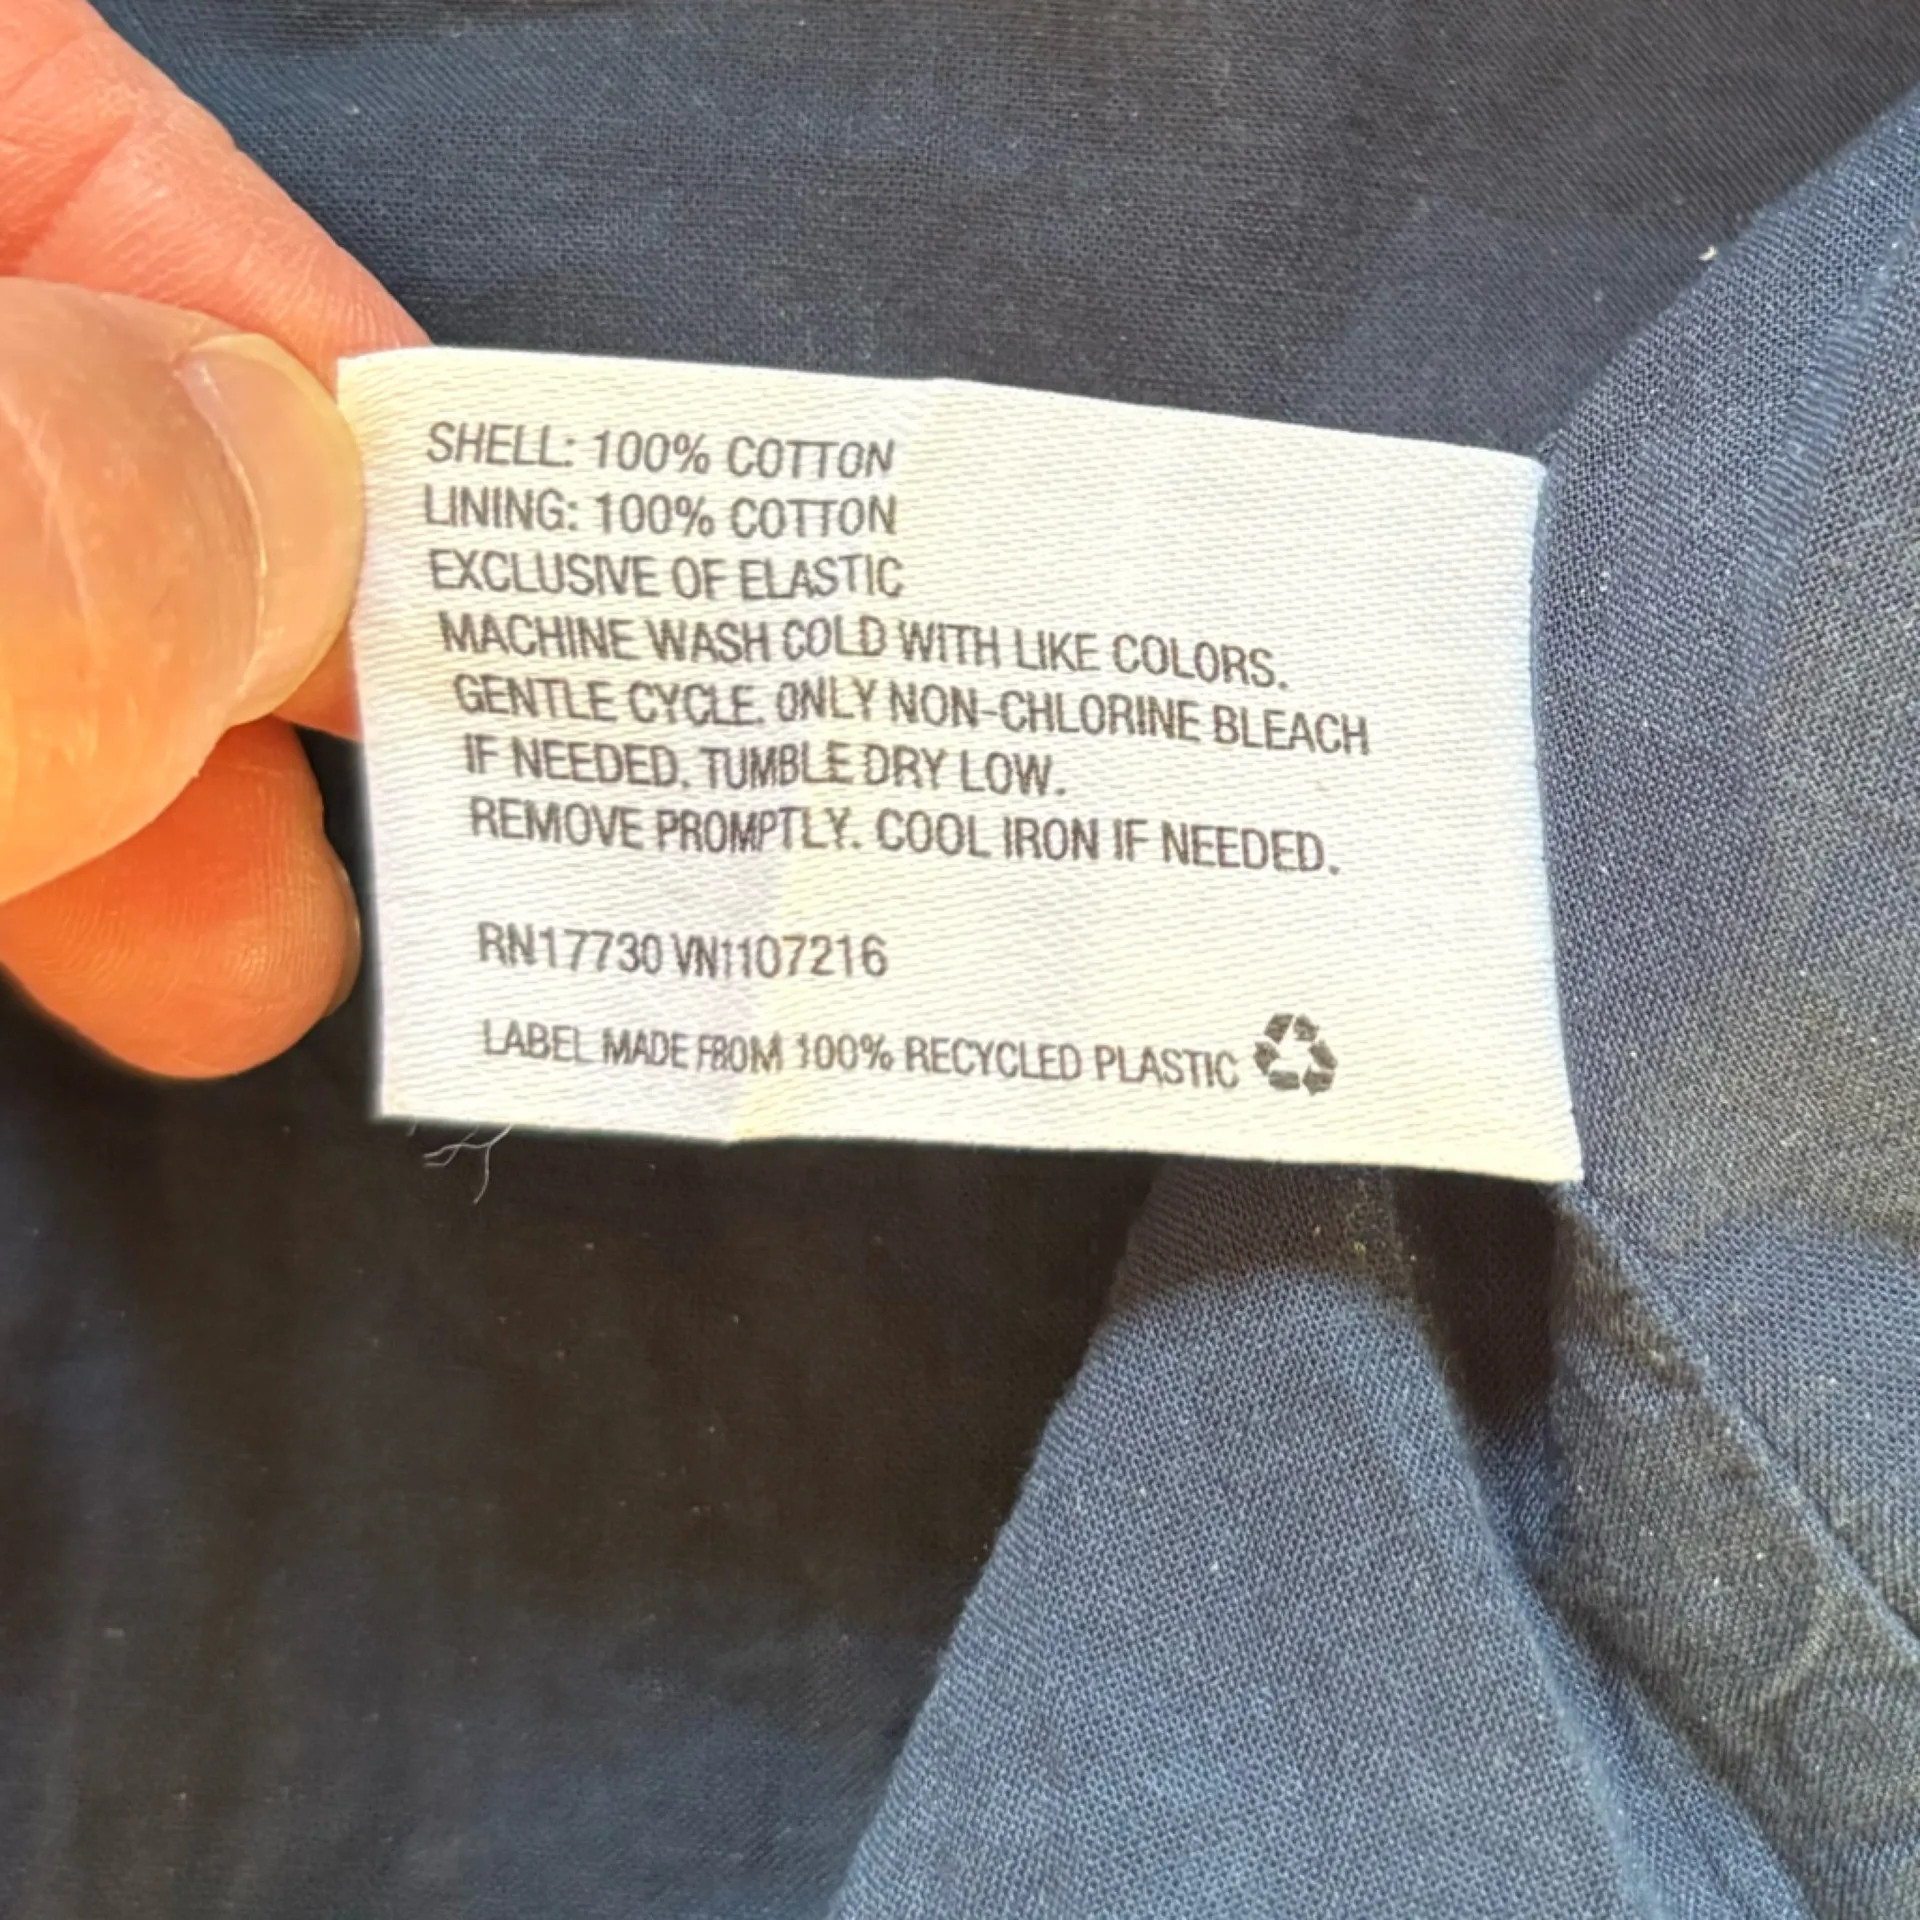 SHELL: 100% COTTON
LINING: 100% COTTON
EXCLUSIVE OF ELASTIC
MACHINE WASH COLD WITH LIKE COLORS.
GENTLE CYCLE. ONLY NON-CHLORINE BLEACH
IF NEEDED. TUMBLE DRY LOW.
REMOVE PROMPTLY. COOL IRON IF NEEDED.
RN17730 VN1107216
LABEL MADE FROM 100% RECYCLED PLASTIC